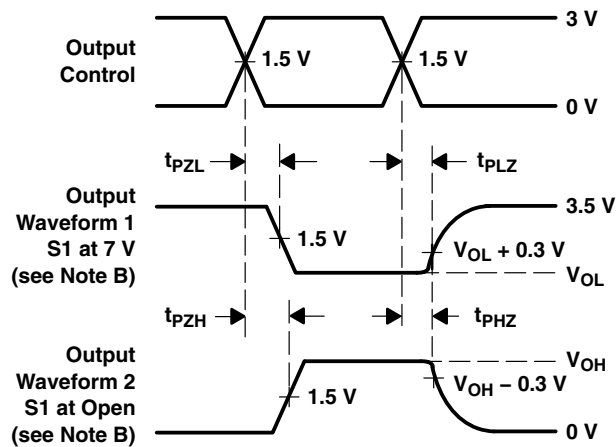 3 V
Output
Control
1.5 V
1.5 V
0 V
tPZL
tPLZ
Output
Waveform 1
S1 at 7 V
(see Note B)
3.5 V
1.5 V
VOL + 0.3 V
VOL
tPZH
tPHZ
Output
Waveform 2
S1 at Open
(see Note B)
VOH
VOH – 0.3 V
1.5 V
0 V